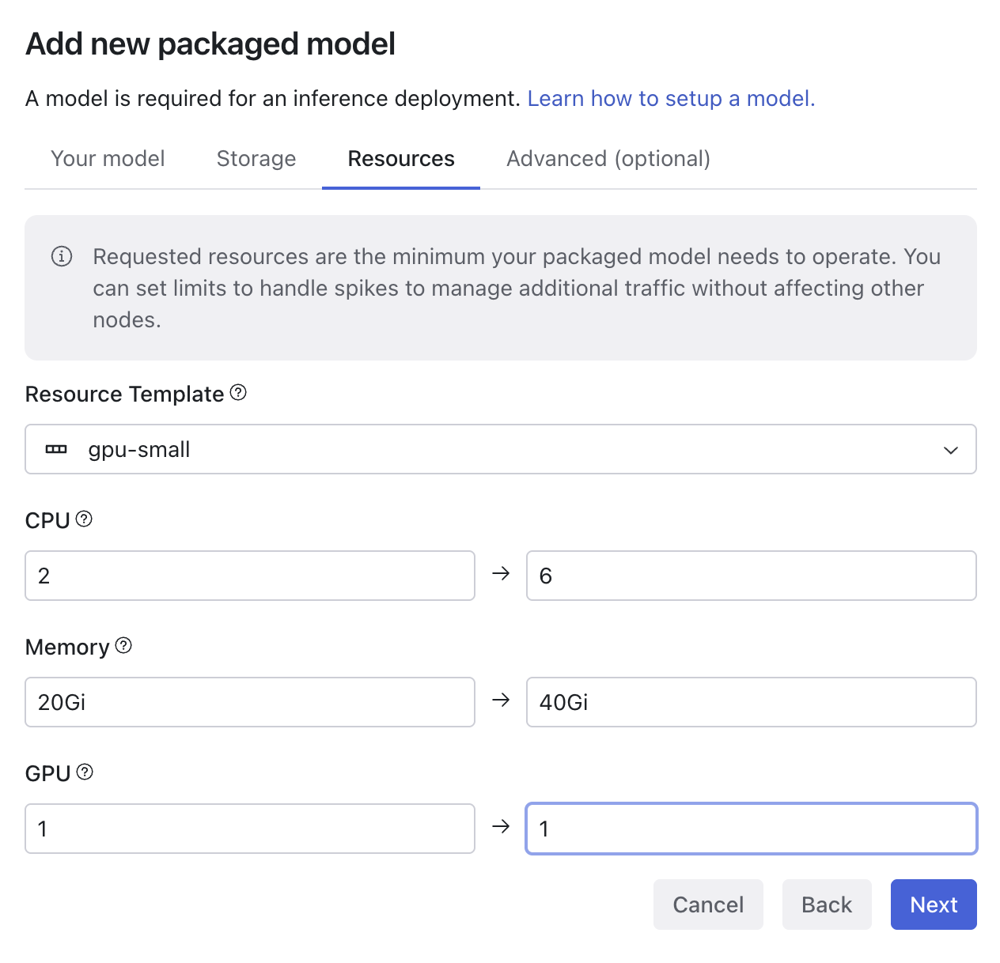 Add new packaged model
A model is required for an inference deployment. Learn how to setup a model.
Your model Storage Resources Advanced (optional)
Requested resources are the minimum your packaged model needs to operate. You
can set limits to handle spikes to manage additional traffic without affecting other
nodes.
Resource Template
gpu-small
CPU
2 → 6
Memory
20Gi → 40Gi
GPU
1 → 1
Cancel Back Next